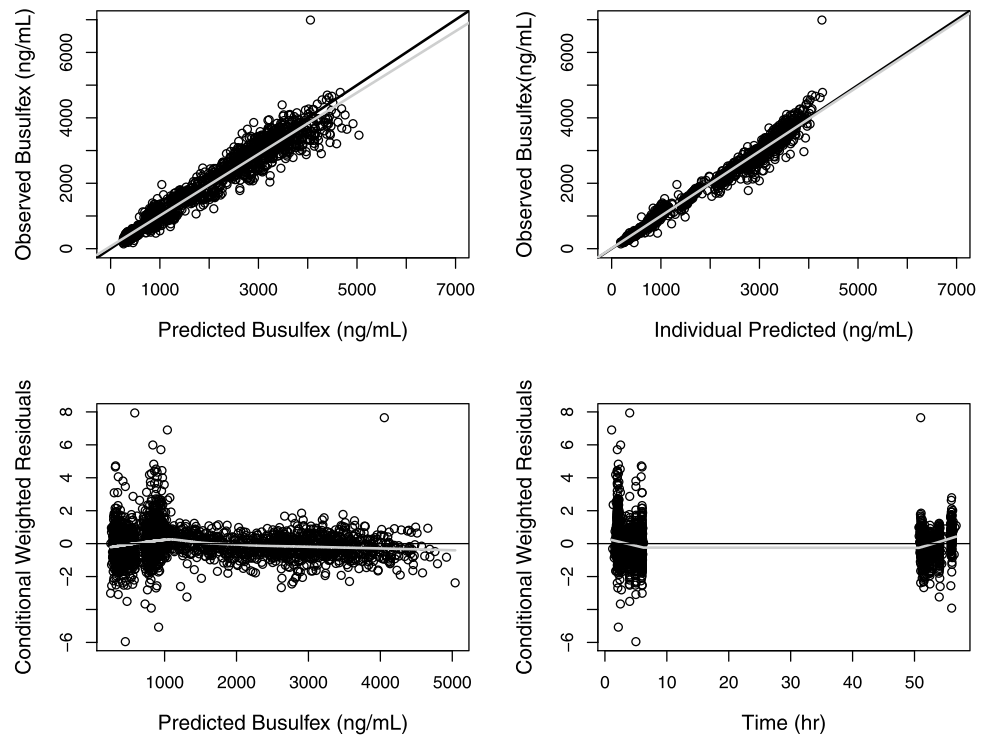 Observed Busulfex (ng/mL)
6000
4000
2000
0
0 1000 3000 5000 7000
Predicted Busulfex (ng/mL)
Observed Busulfex(ng/mL)
6000
4000
2000
0
0 1000 3000 5000 7000
Individual Predicted (ng/mL)
Conditional Weighted Residuals
8
6
4
2
0
-2
-6
1000 2000 3000 4000 5000
Predicted Busulfex (ng/mL)
Conditional Weighted Residuals
8
6
4
2
0
-2
-6
0 10 20 30 40 50
Time (hr)